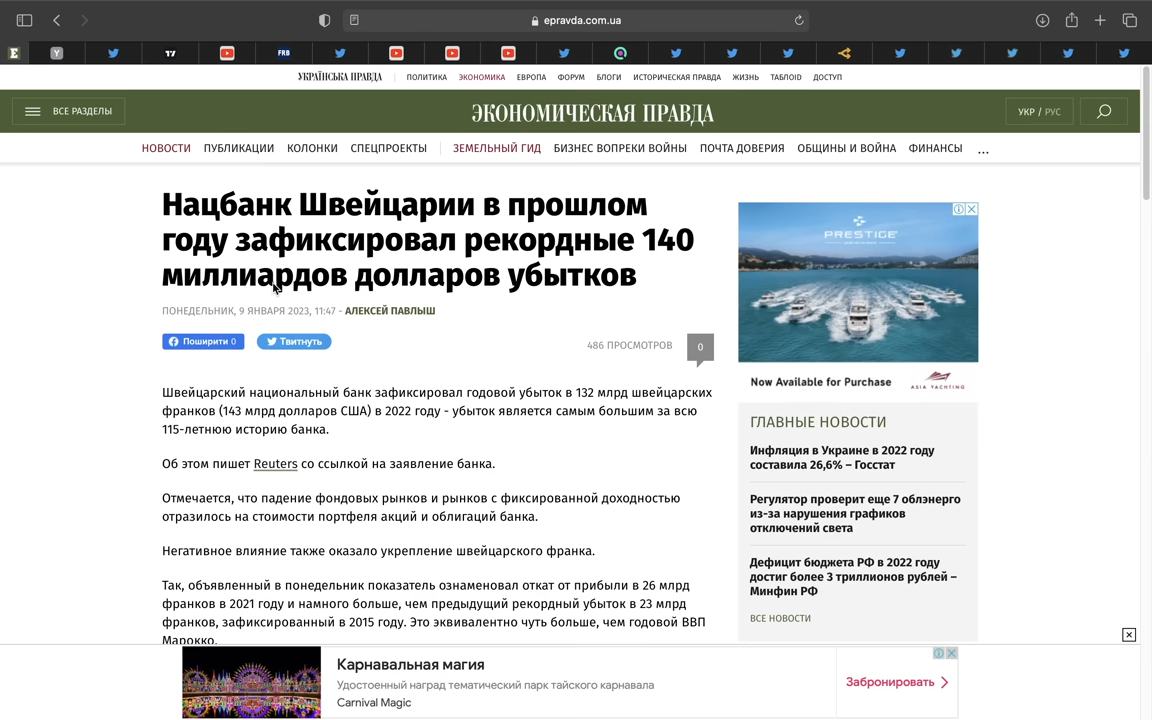 epravda.com.ua
E
Y
17
FRB
УКРАЇНСЬКА ПРАВДА
ПОЛИТИКА ЭКОНОМИКА ЕВРОПА ФОРУМ БЛОГИ ИСТОРИЧЕСКАЯ ПРАВДА ЖИЗНЬ ТАБЛОІD ДОСТУП
ВСЕ РАЗДЕЛЫ
ЭКОНОМИЧЕСКАЯ ПРАВДА
УКР / РУС
НОВОСТИ ПУБЛИКАЦИИ КОЛОНКИ СПЕЦПРОЕКТЫ ЗЕМЕЛЬНЫЙ ГИД БИЗНЕС ВОПРЕКИ ВОЙНЫ ПОЧТА ДОВЕРИЯ ОБЩИНЫ И ВОЙНА ФИНАНСЫ ...
Нацбанк Швейцарии в прошлом
году зафиксировал рекордные 140
миллиардов долларов убытков
ПОНЕДЕЛЬНИК, 9 ЯНВАРЯ 2023, 11:47 - АЛЕКСЕЙ ПАВЛЫШ
Поширити 0
Твитнуть
486 ПРОСМОТРОВ
0
Швейцарский национальный банк зафиксировал годовой убыток в 132 млрд швейцарских
франков (143 млрд долларов США) в 2022 году - убыток является самым большим за всю
115-летнюю историю банка.
Об этом пишет Reuters со ссылкой на заявление банка.
Отмечается, что падение фондовых рынков и рынков с фиксированной доходностью
отразилось на стоимости портфеля акций и облигаций банка.
Негативное влияние также оказало укрепление швейцарского франка.
Так, объявленный в понедельник показатель ознаменовал откат от прибыли в 26 млрд
франков в 2021 году и намного больше, чем предыдущий рекордный убыток в 23 млрд
франков, зафиксированный в 2015 году. Это эквивалентно чуть больше, чем годовой ВВП
Марокко.
PRESTIGE
Now Available for Purchase
ASIA YACHTING
ГЛАВНЫЕ НОВОСТИ
Инфляция в Украине в 2022 году
составила 26,6% – Госстат
Регулятор проверит еще 7 облэнерго
из-за нарушения графиков
отключений света
Дефицит бюджета РФ в 2022 году
достиг более 3 триллионов рублей –
Минфин РФ
ВСЕ НОВОСТИ
Карнавальная магия
Удостоенный наград тематический парк тайского карнавала
Carnival Magic
Забронировать